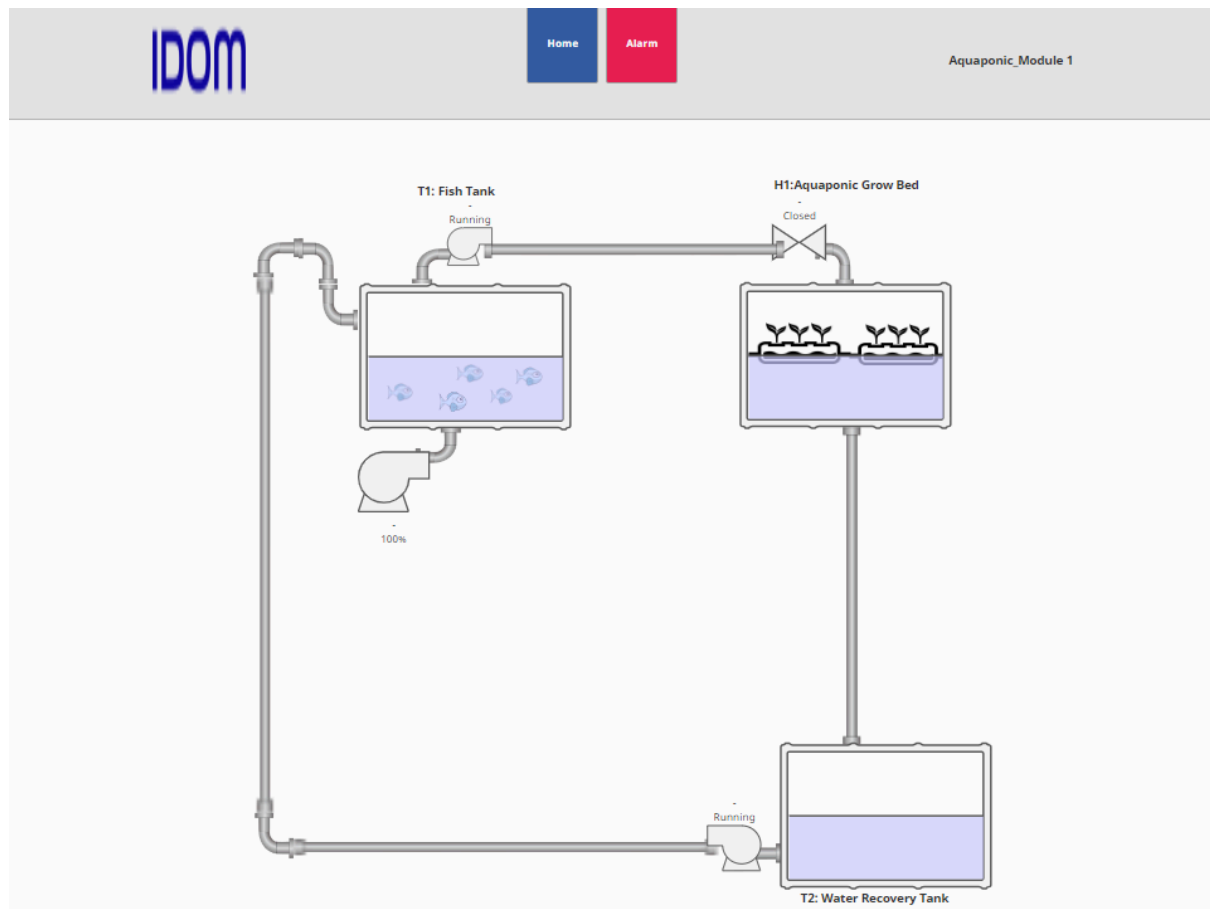 IDOM
Home
Alarm
Aquaponic_Module 1
T1: Fish Tank
-
Running
H1:Aquaponic Grow Bed
-
Closed
-
100%
-
Running
T2: Water Recovery Tank